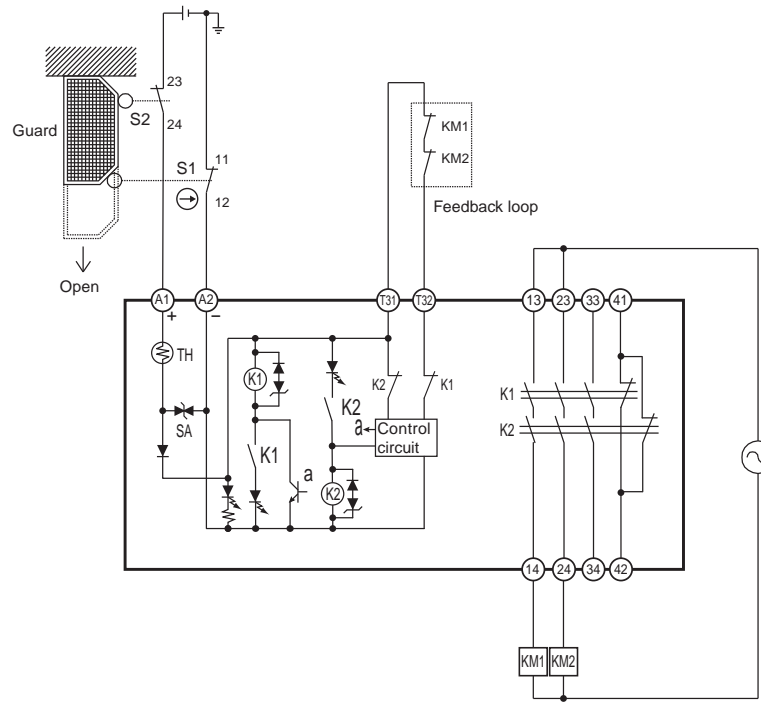 23
S2
24
Guard
11
S1
12
Open
KM1
KM2
Feedback loop
A1
A2
T31
T32
13
23
33
41
+
−
TH
K1
K2
K1
K2
SA
a
Control
circuit
K1
a
K2
K1
K2
14
24
34
42
KM1
KM2